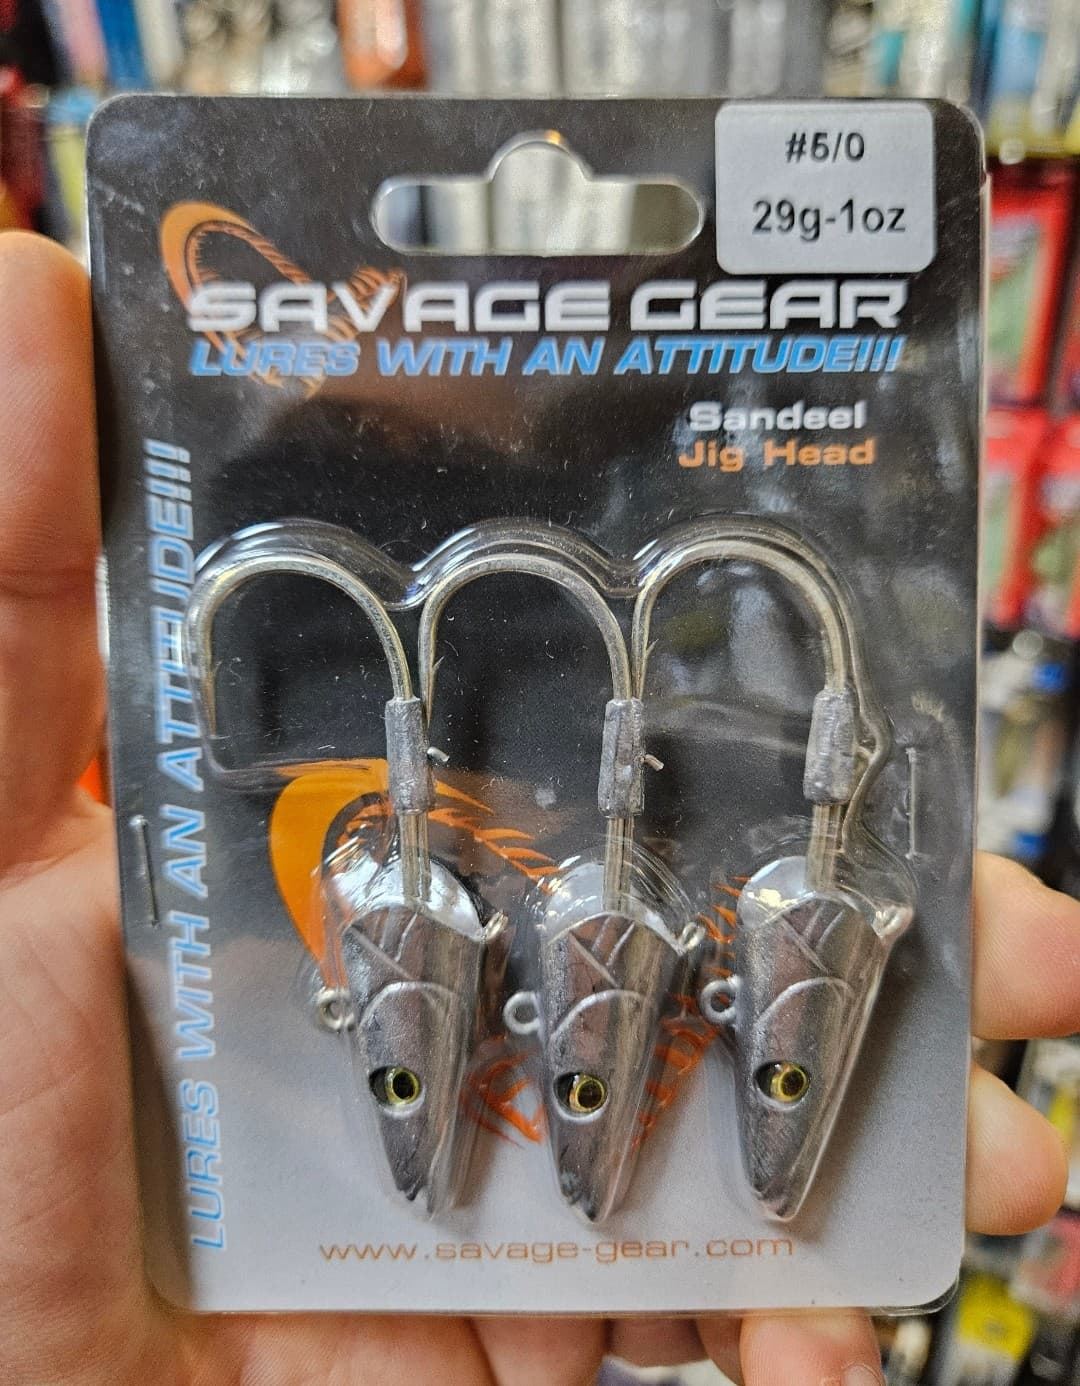 #5/0
29g-1oz
SAVAGE GEAR
LURES WITH AN ATTITUDE!!!
Sandeel
Jig Head
LURES WITH AN ATTITUDE!!!
www.savage-gear.com